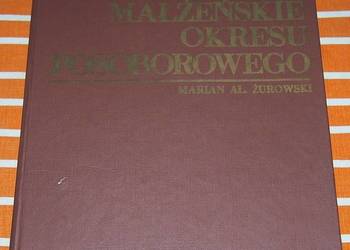 MAŁŻEŃSKIE
OKRESU
POSOBOROWEGO
MARIAN AL. ŻUROWSKI